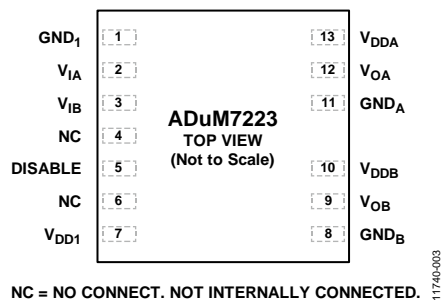 GND1 1 13 VDDA
VIA 2 12 VOA
VIB 3 11 GNDA
NC 4
ADuM7223
TOP VIEW
(Not to Scale)
DISABLE 5 10 VDDB
NC 6 9 VOB
VDD1 7 8 GNDB
NC = NO CONNECT. NOT INTERNALLY CONNECTED.
11740-003